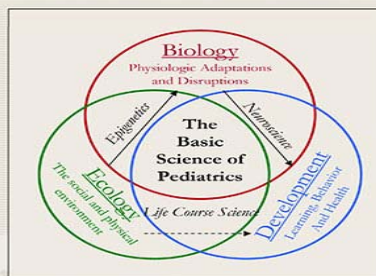 Biology
Physiologic Adaptations
and Disruptions
Epigenetics
Neuroscience
The
Basic
Science of
Pediatrics
Ecology
The social and physical
environment
Development
Learning Behavior
And Health
Life Course Science